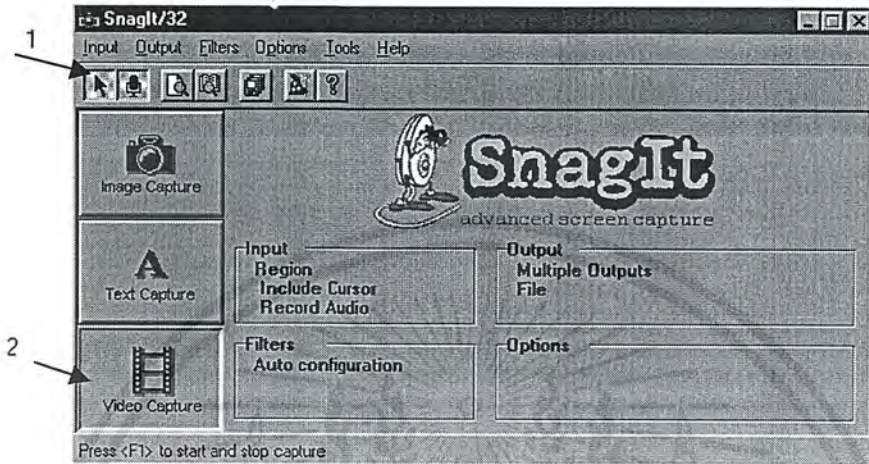 SnagIt/32
1
Input Output Filters Options Tools Help
Image Capture
SnagIt
advanced screen capture
Text Capture
Input
Region
Include Cursor
Record Audio
Output
Multiple Outputs
File
2
Video Capture
Filters
Auto configuration
Options
Press <F1> to start and stop capture